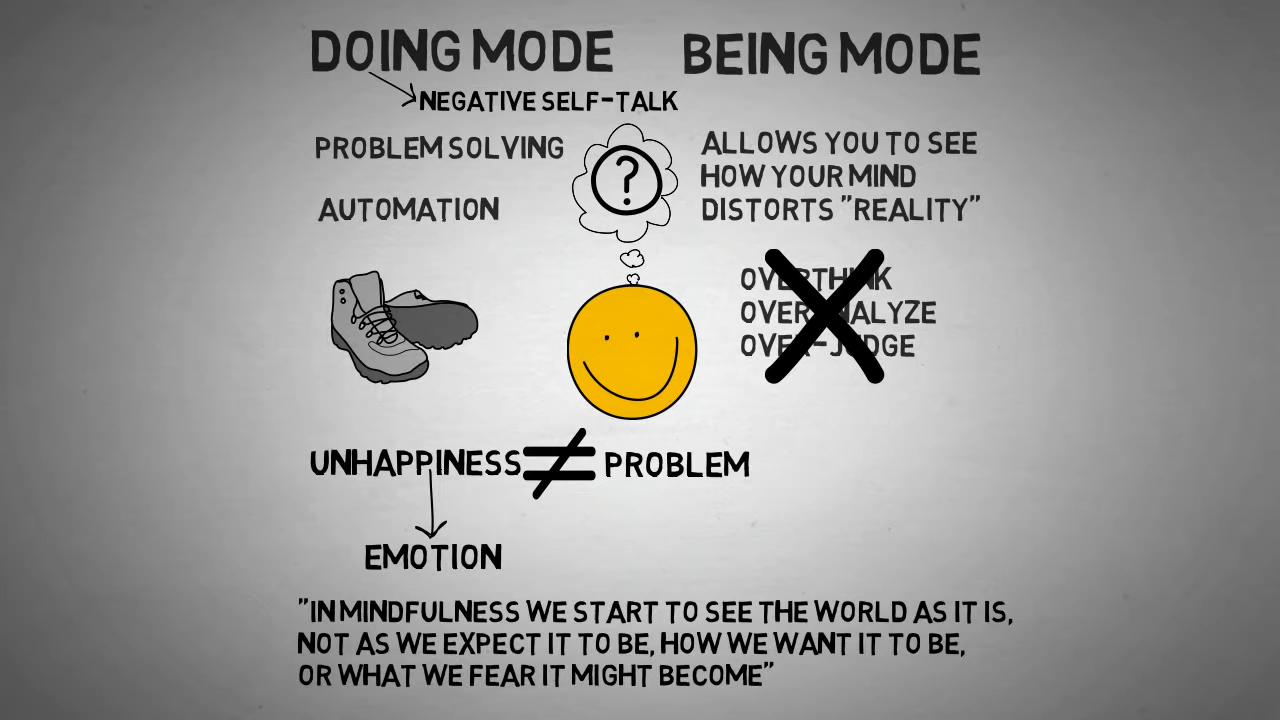 DOING MODE
BEING MODE
NEGATIVE SELF-TALK
PROBLEM SOLVING
AUTOMATION
?
ALLOWS YOU TO SEE
HOW YOUR MIND
DISTORTS "REALITY"
OVERTHINK
OVERANALYZE
OVER-JUDGE
UNHAPPINESS ≠ PROBLEM
EMOTION
"IN MINDFULNESS WE START TO SEE THE WORLD AS IT IS,
NOT AS WE EXPECT IT TO BE, HOW WE WANT IT TO BE,
OR WHAT WE FEAR IT MIGHT BECOME"